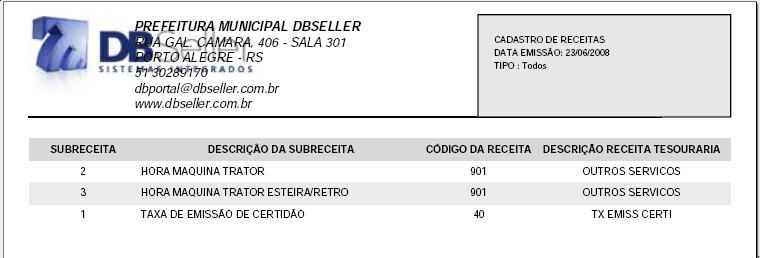 PREFEITURA MUNICIPAL DBSELLER
RUA GAL. CAMARA, 406 - SALA 301
PORTO ALEGRE - RS
5130289170
dbportal@dbseller.com.br
www.dbseller.com.br
DBSeller
SISTEMAS INTEGRADOS
CADASTRO DE RECEITAS
DATA EMISSÃO: 23/06/2008
TIPO : Todos
SUBRECEITA DESCRIÇÃO DA SUBRECEITA CÓDIGO DA RECEITA DESCRIÇÃO RECEITA TESOURARIA
2 HORA MAQUINA TRATOR 901 OUTROS SERVICOS
3 HORA MAQUINA TRATOR ESTEIRA/RETRO 901 OUTROS SERVICOS
1 TAXA DE EMISSÃO DE CERTIDÃO 40 TX EMISS CERTI